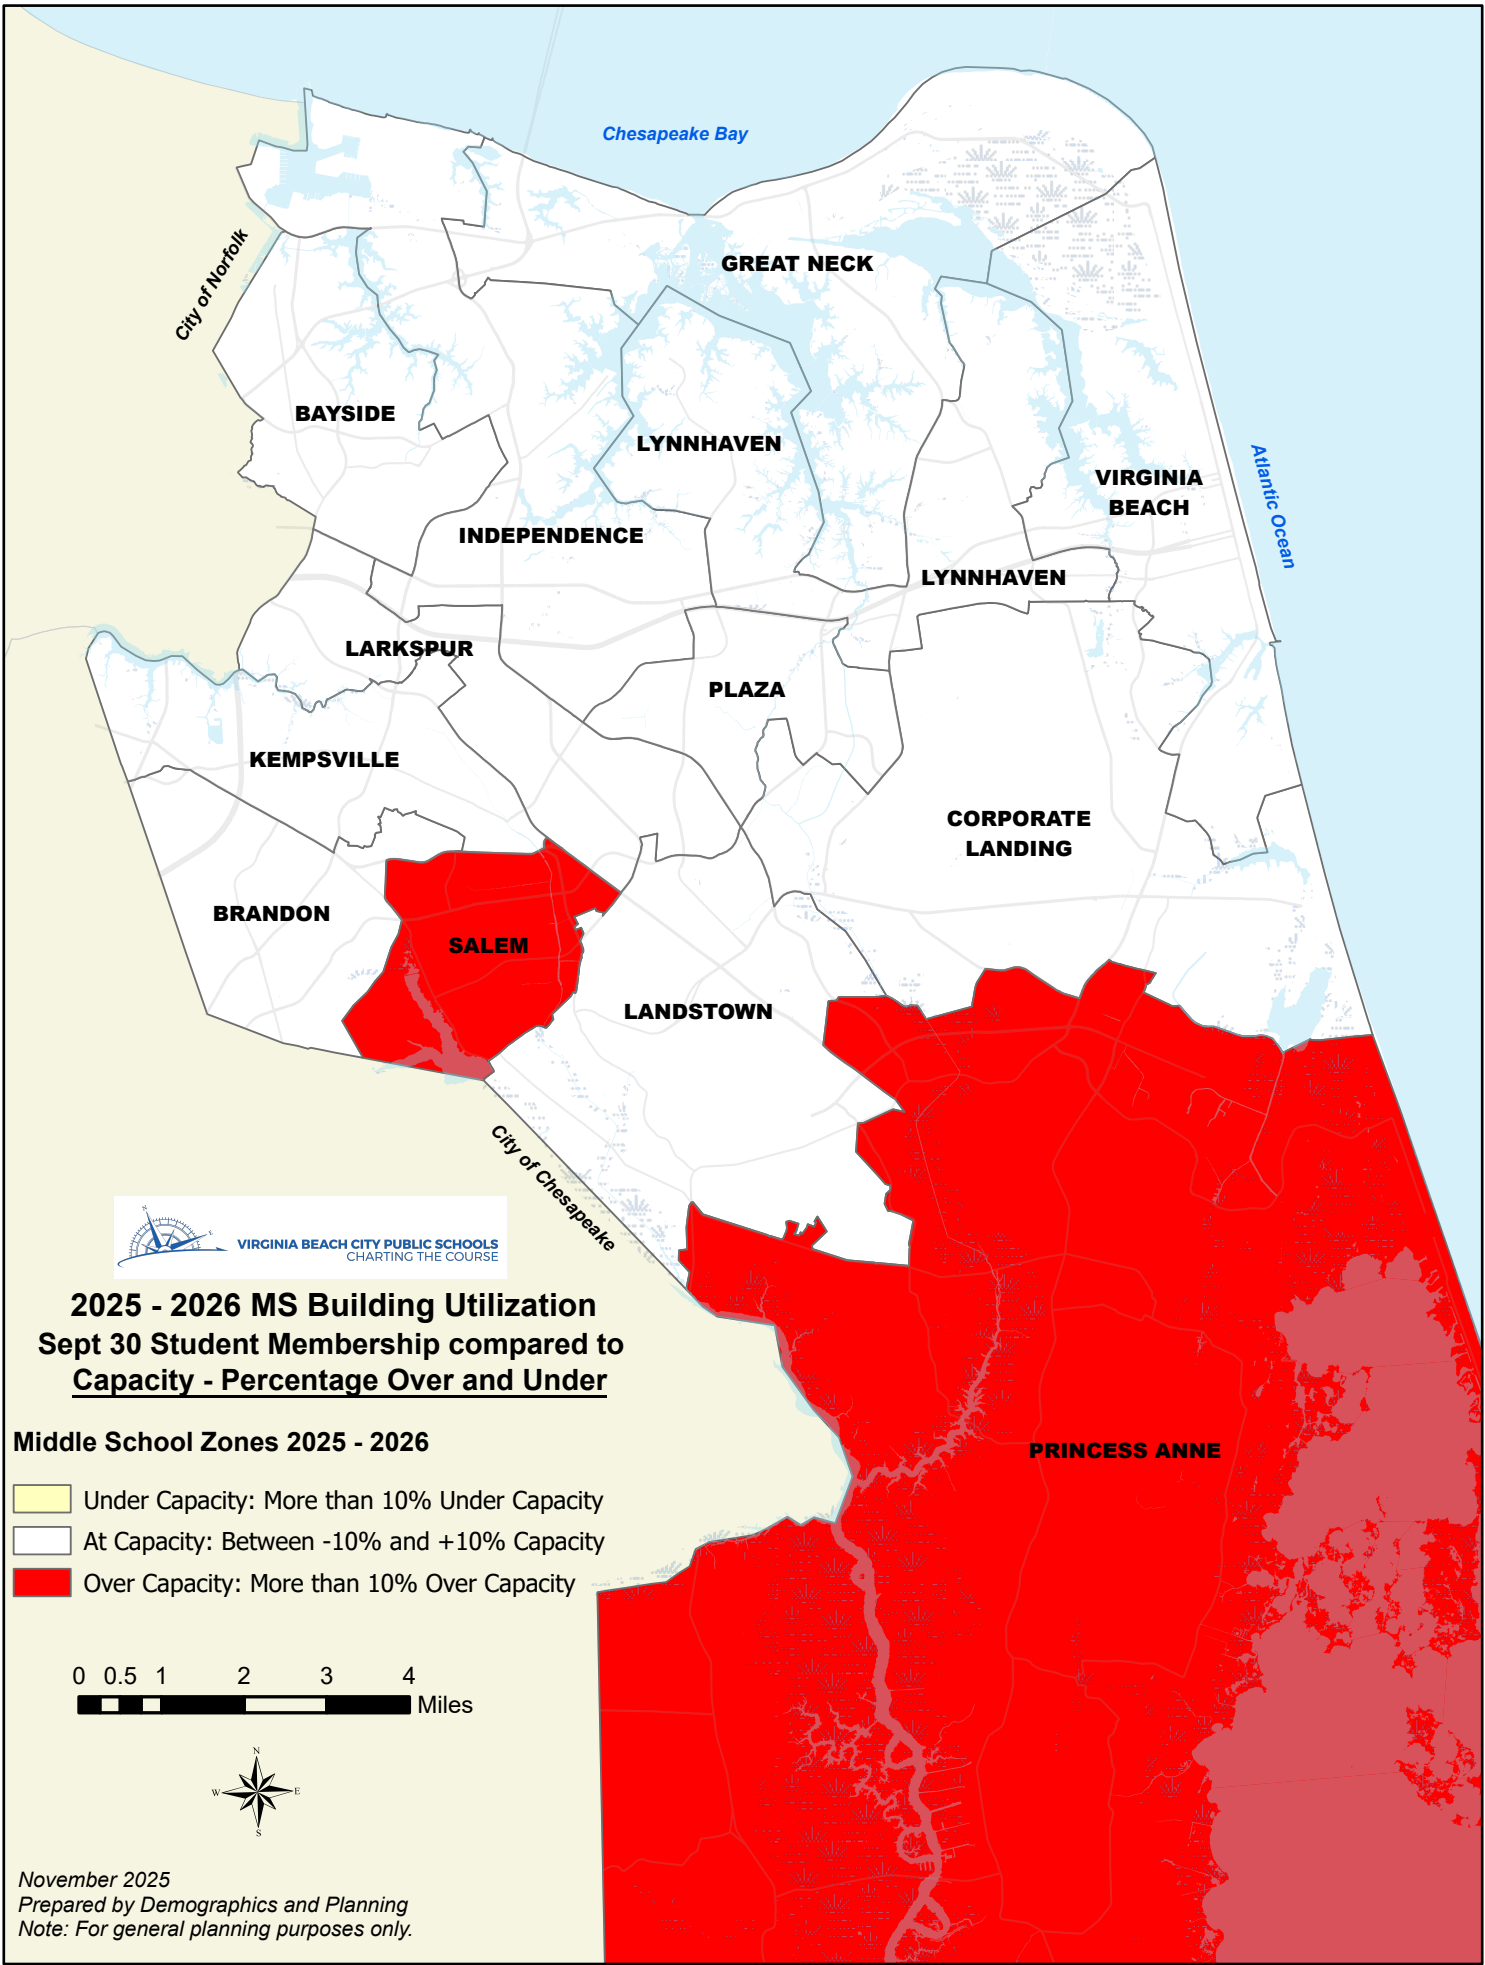 Chesapeake Bay
City of Norfolk
GREAT NECK
BAYSIDE
LYNNHAVEN
VIRGINIA
BEACH
Atlantic Ocean
INDEPENDENCE
LYNNHAVEN
LARKSPUR
PLAZA
KEMPSVILLE
CORPORATE
LANDING
BRANDON
SALEM
LANDSTOWN
City of Chesapeake
PRINCESS ANNE
N
E
VIRGINIA BEACH CITY PUBLIC SCHOOLS
CHARTING THE COURSE
2025 - 2026 MS Building Utilization
Sept 30 Student Membership compared to
Capacity - Percentage Over and Under
Middle School Zones 2025 - 2026
Under Capacity: More than 10% Under Capacity
At Capacity: Between -10% and +10% Capacity
Over Capacity: More than 10% Over Capacity
0 0.5 1 2 3 4
Miles
N
W E
S
November 2025
Prepared by Demographics and Planning
Note: For general planning purposes only.